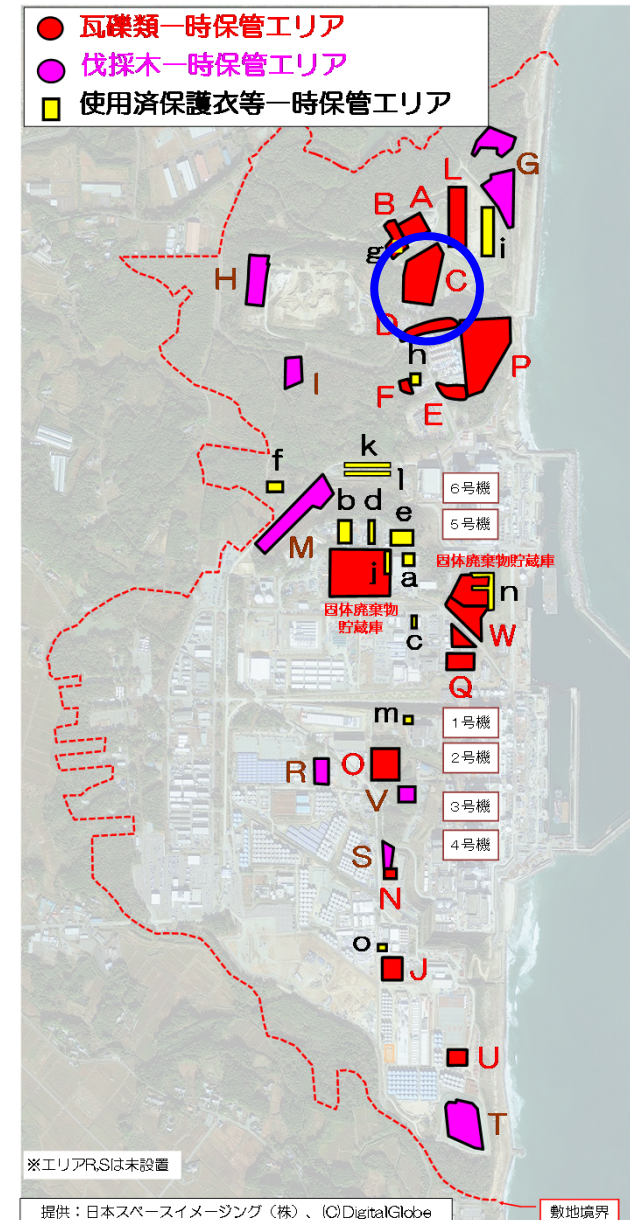 瓦礫類一時保管エリア
伐採木一時保管エリア
使用済保護衣等一時保管エリア
G
L
A
B
g
i
C
H
D
P
h
I
F
E
k
f
l
6号機
b
d
e
5号機
M
固体廃棄物貯蔵庫
j
a
n
固体廃棄物
貯蔵庫
c
W
Q
m
1号機
O
2号機
R
V
3号機
4号機
S
N
o
J
U
T
※エリアR,Sは未設置
提供：日本スペースイメージング（株）、(C)DigitalGlobe
敷地境界